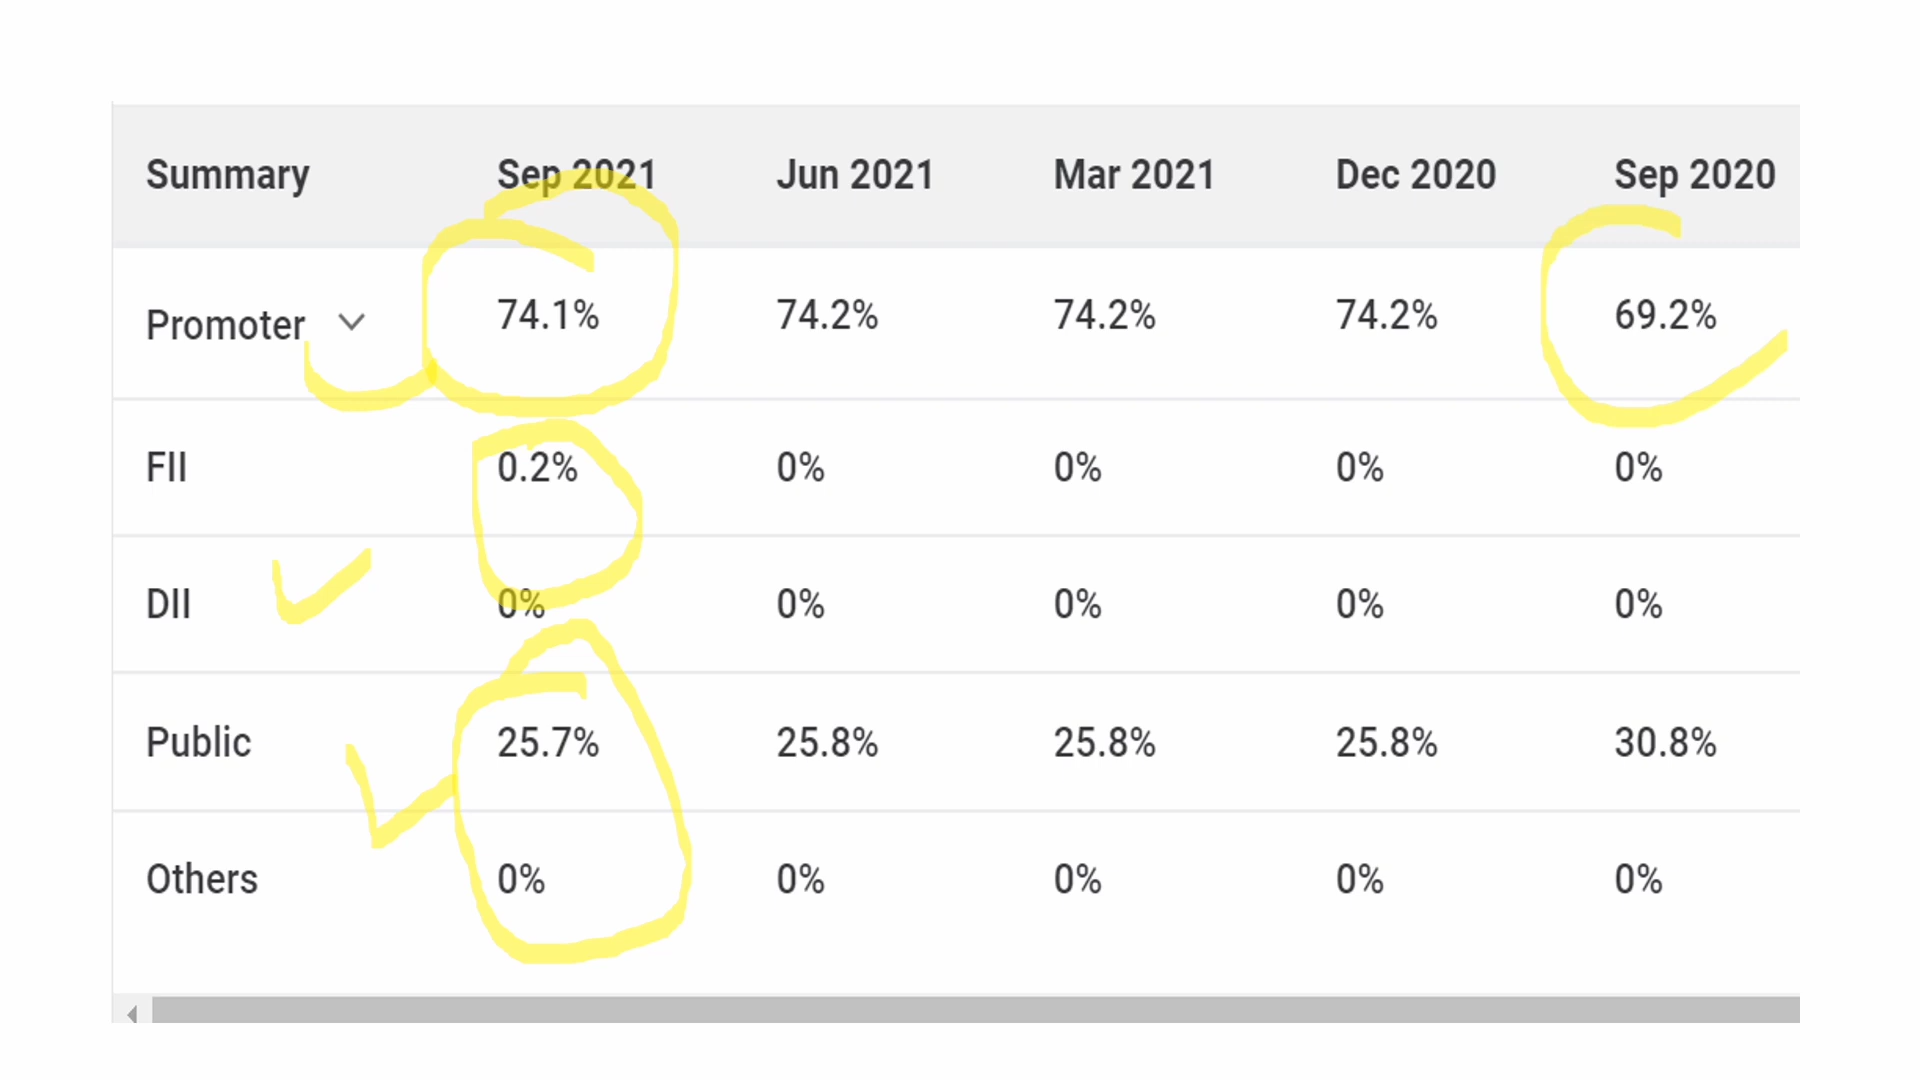 Summary Sep 2021 Jun 2021 Mar 2021 Dec 2020 Sep 2020
Promoter 74.1% 74.2% 74.2% 74.2% 69.2%
FII 0.2% 0% 0% 0% 0%
DII 0% 0% 0% 0% 0%
Public 25.7% 25.8% 25.8% 25.8% 30.8%
Others 0% 0% 0% 0% 0%